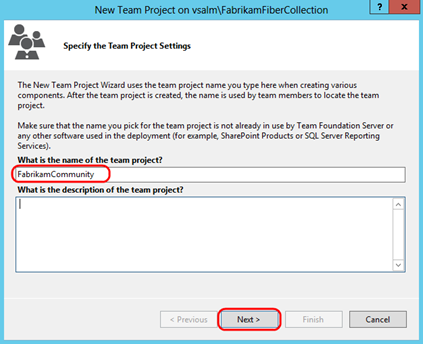 New Team Project on vsalm\FabrikamFiberCollection
?
Specify the Team Project Settings
The New Team Project Wizard uses the team project name you type here when creating various
components. After the team project is created, the name is used by team members to locate the team
project.
Make sure that the name you pick for the team project is not already in use by Team Foundation Server or
any other software used in the deployment (for example, SharePoint Products or SQL Server Reporting
Services).
What is the name of the team project?
FabrikamCommunity
What is the description of the team project?
< Previous
Next >
Finish
Cancel